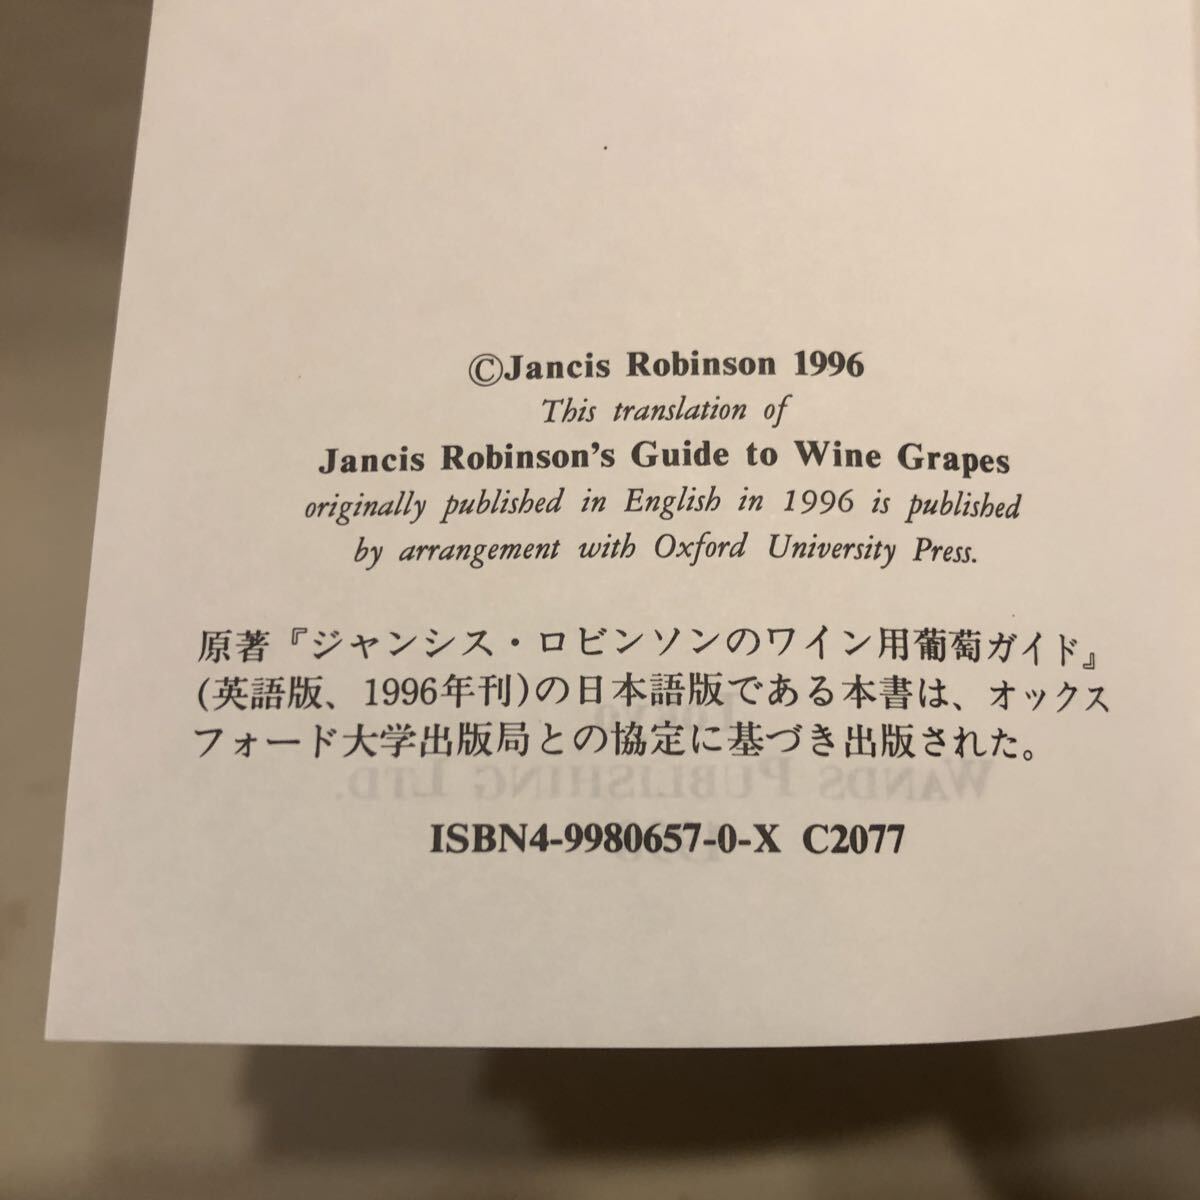 ©Jancis Robinson 1996
This translation of
Jancis Robinson's Guide to Wine Grapes
originally published in English in 1996 is published
by arrangement with Oxford University Press.
原著『ジャンシス・ロビンソンのワイン用葡萄ガイド』
(英語版、1996年刊)の日本語版である本書は、オックス
フォード大学出版局との協定に基づき出版された。
WANDS PUBLISHING LTD.
ISBN4-9980657-0-X C2077